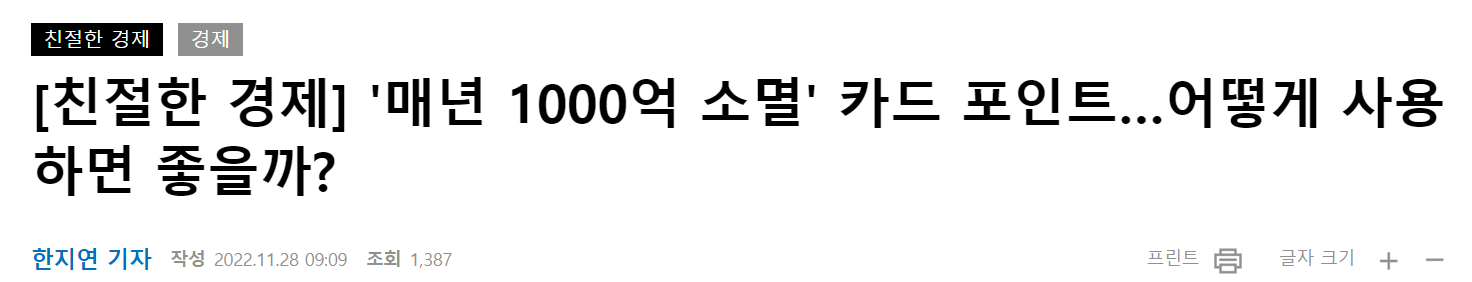 친절한 경제 경제
[친절한 경제] '매년 1000억 소멸' 카드 포인트…어떻게 사용
하면 좋을까?
한지연 기자 작성 2022.11.28 09:09 조회 1,387 프린트 글자 크기 + −